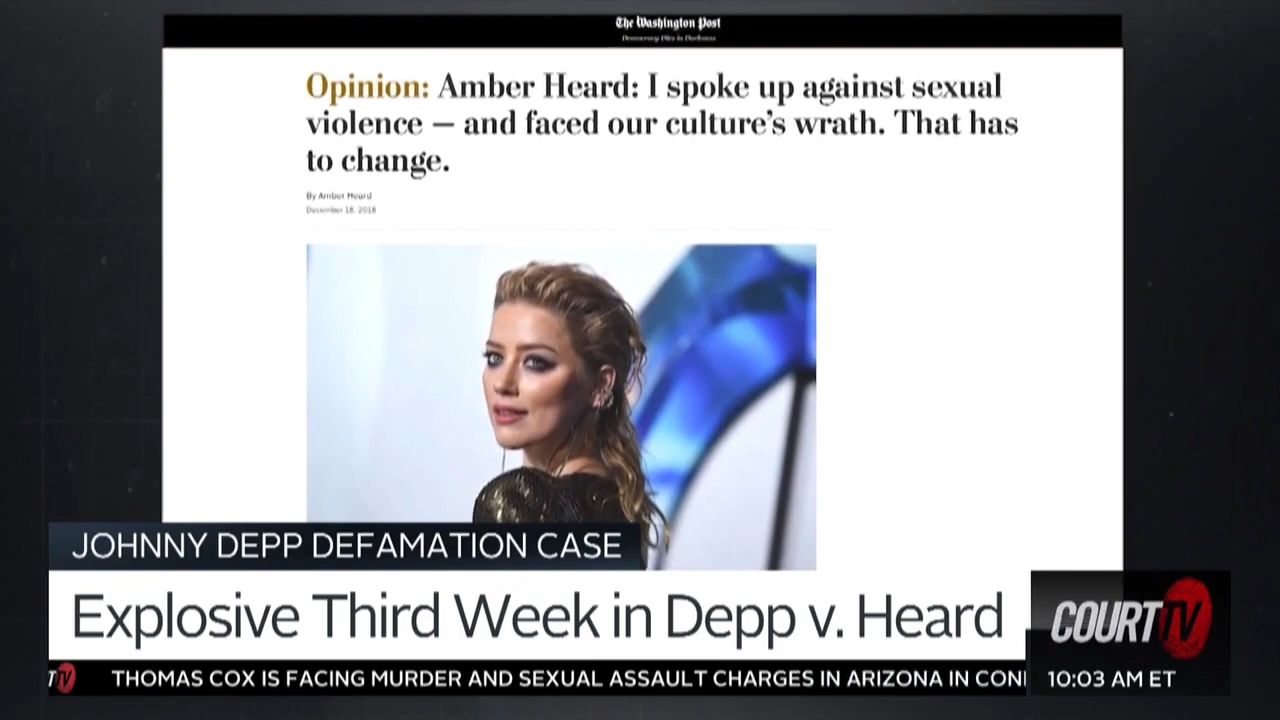 The Washington Post
Democracy Dies in Darkness
Opinion: Amber Heard: I spoke up against sexual
violence — and faced our culture's wrath. That has
to change.
By Amber Heard
December 18, 2018
JOHNNY DEPP DEFAMATION CASE
Explosive Third Week in Depp v. Heard
COURT TV
TV THOMAS COX IS FACING MURDER AND SEXUAL ASSAULT CHARGES IN ARIZONA IN
10:03 AM ET